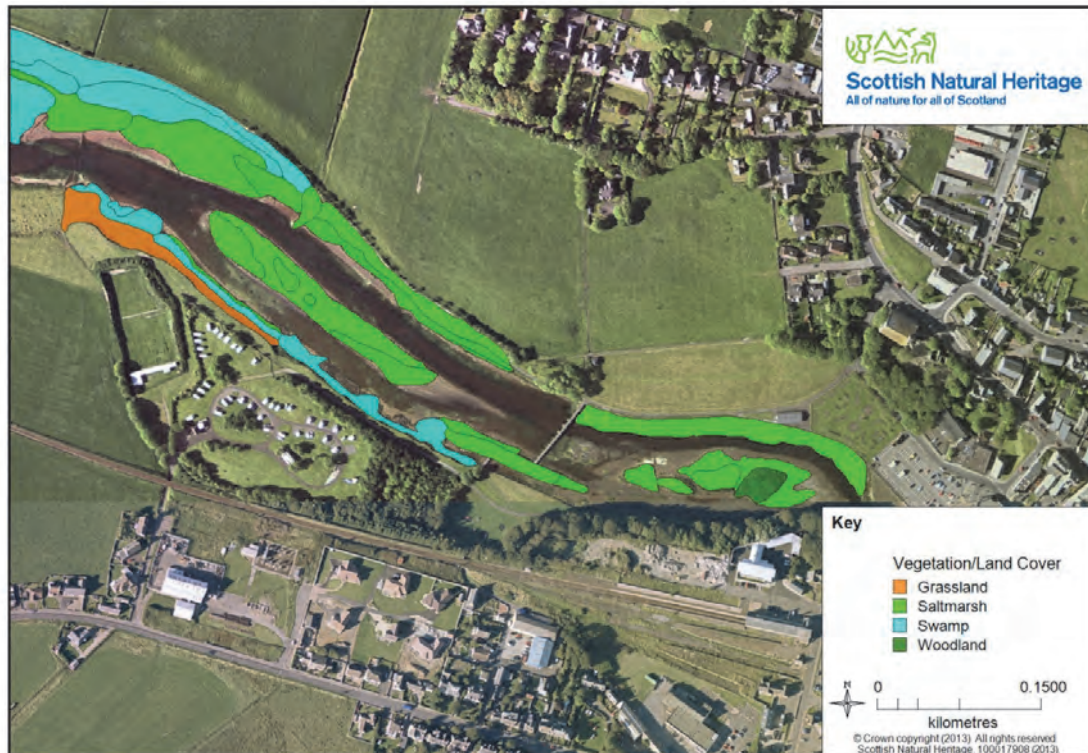 Scottish Natural Heritage
All of nature for all of Scotland
Key
Vegetation/Land Cover
Grassland
Saltmarsh
Swamp
Woodland
N
0 0.1500
kilometres
© Crown copyright (2013) All rights reserved
Scottish Natural Heritage 100017908 (2013)